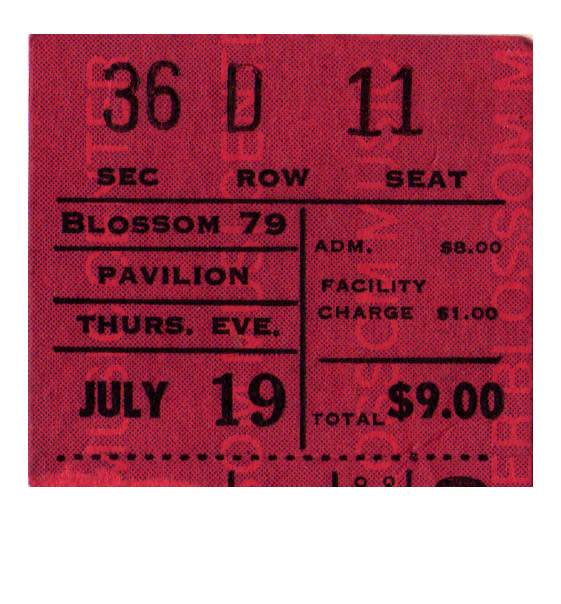 36 D 11
SEC ROW SEAT
BLOSSOM 79
PAVILION
THURS. EVE.
JULY 19
ADM. $8.00
FACILITY
CHARGE $1.00
TOTAL $9.00